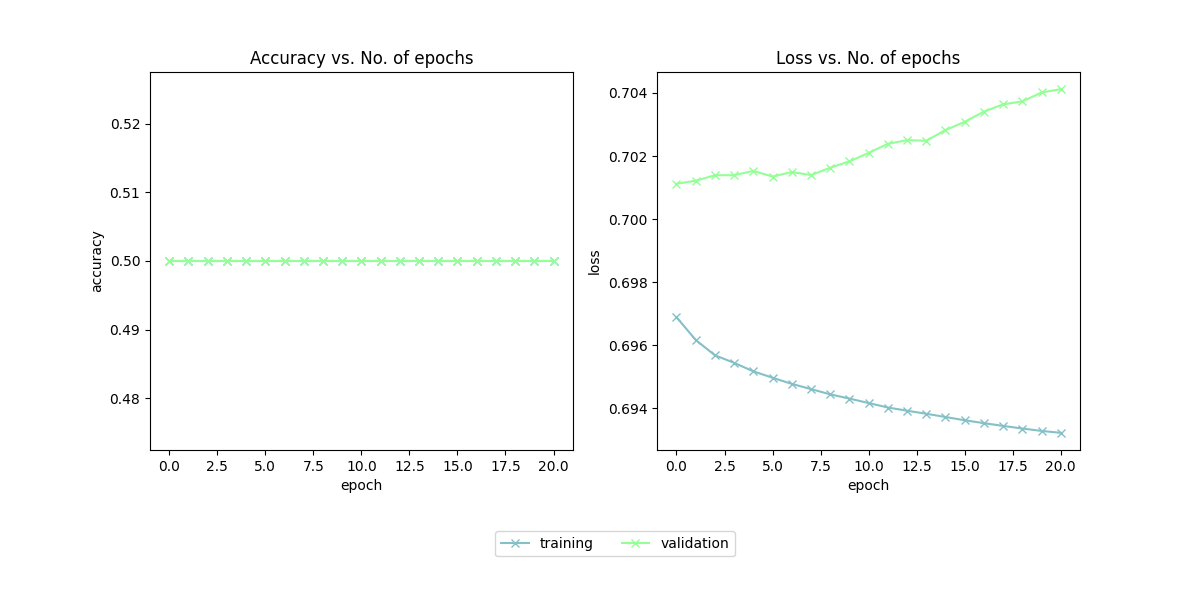 Accuracy vs. No. of epochs
0.52
0.51
0.50
0.49
0.48
accuracy
0.0 2.5 5.0 7.5 10.0 12.5 15.0 17.5 20.0
epoch
Loss vs. No. of epochs
0.704
0.702
0.700
0.698
0.696
0.694
loss
0.0 2.5 5.0 7.5 10.0 12.5 15.0 17.5 20.0
epoch
training validation